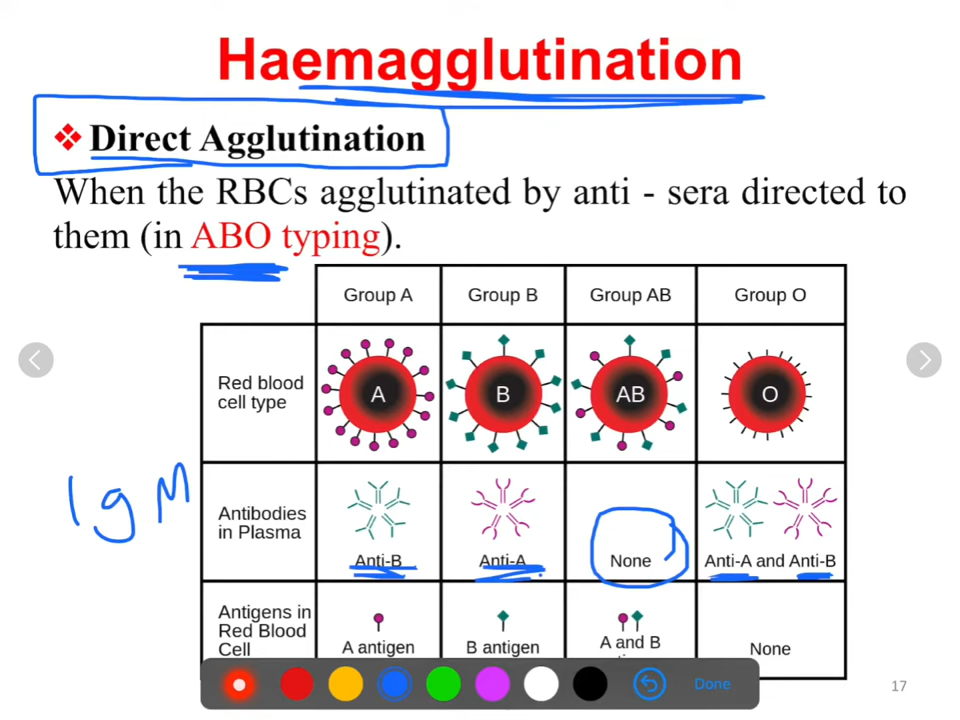 Haemagglutination
❖ Direct Agglutination
When the RBCs agglutinated by anti - sera directed to
them (in ABO typing).
Group A Group B Group AB Group O
Red blood
cell type
A B AB O
IgM
Antibodies
in Plasma
Anti-B Anti-A None Anti-A and Anti-B
Antigens in
Red Blood
Cell
A antigen B antigen A and B None
Done
17